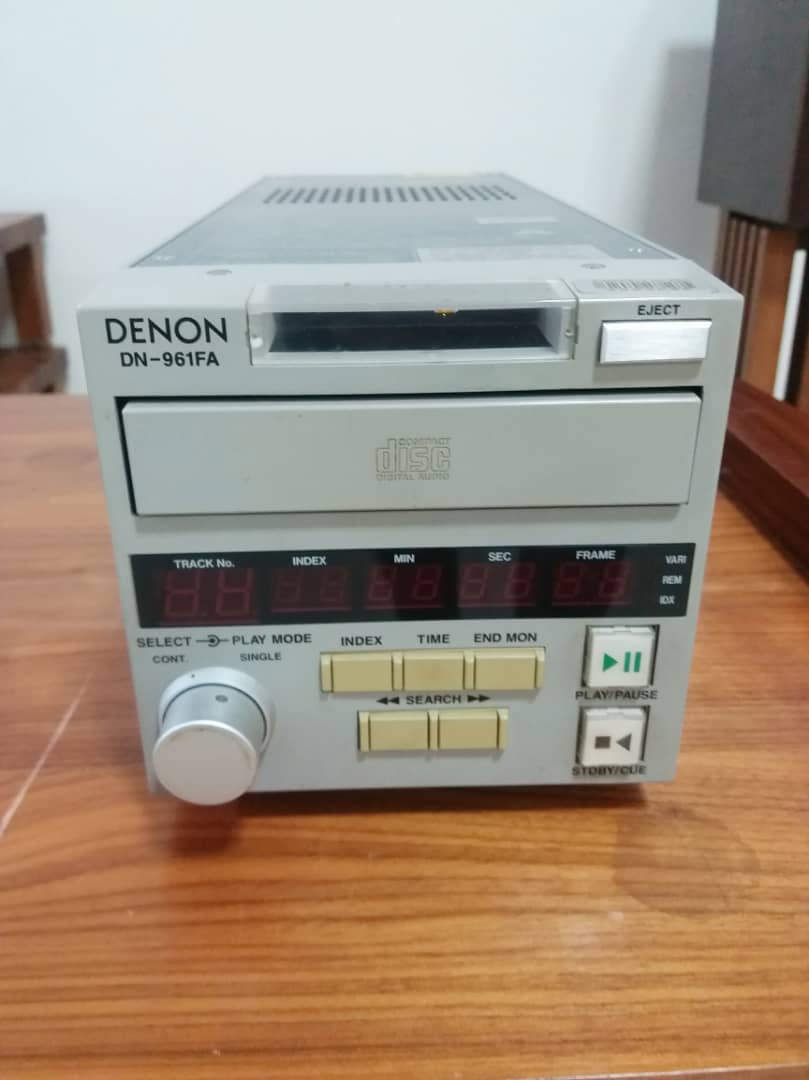 DENON
DN-961FA
EJECT
COMPACT
disc
DIGITAL AUDIO
TRACK No. INDEX MIN SEC FRAME
VARI
REM
IDX
SELECT PLAY MODE
CONT. SINGLE
INDEX TIME END MON
SEARCH
PLAY/PAUSE
STDBY/CUE